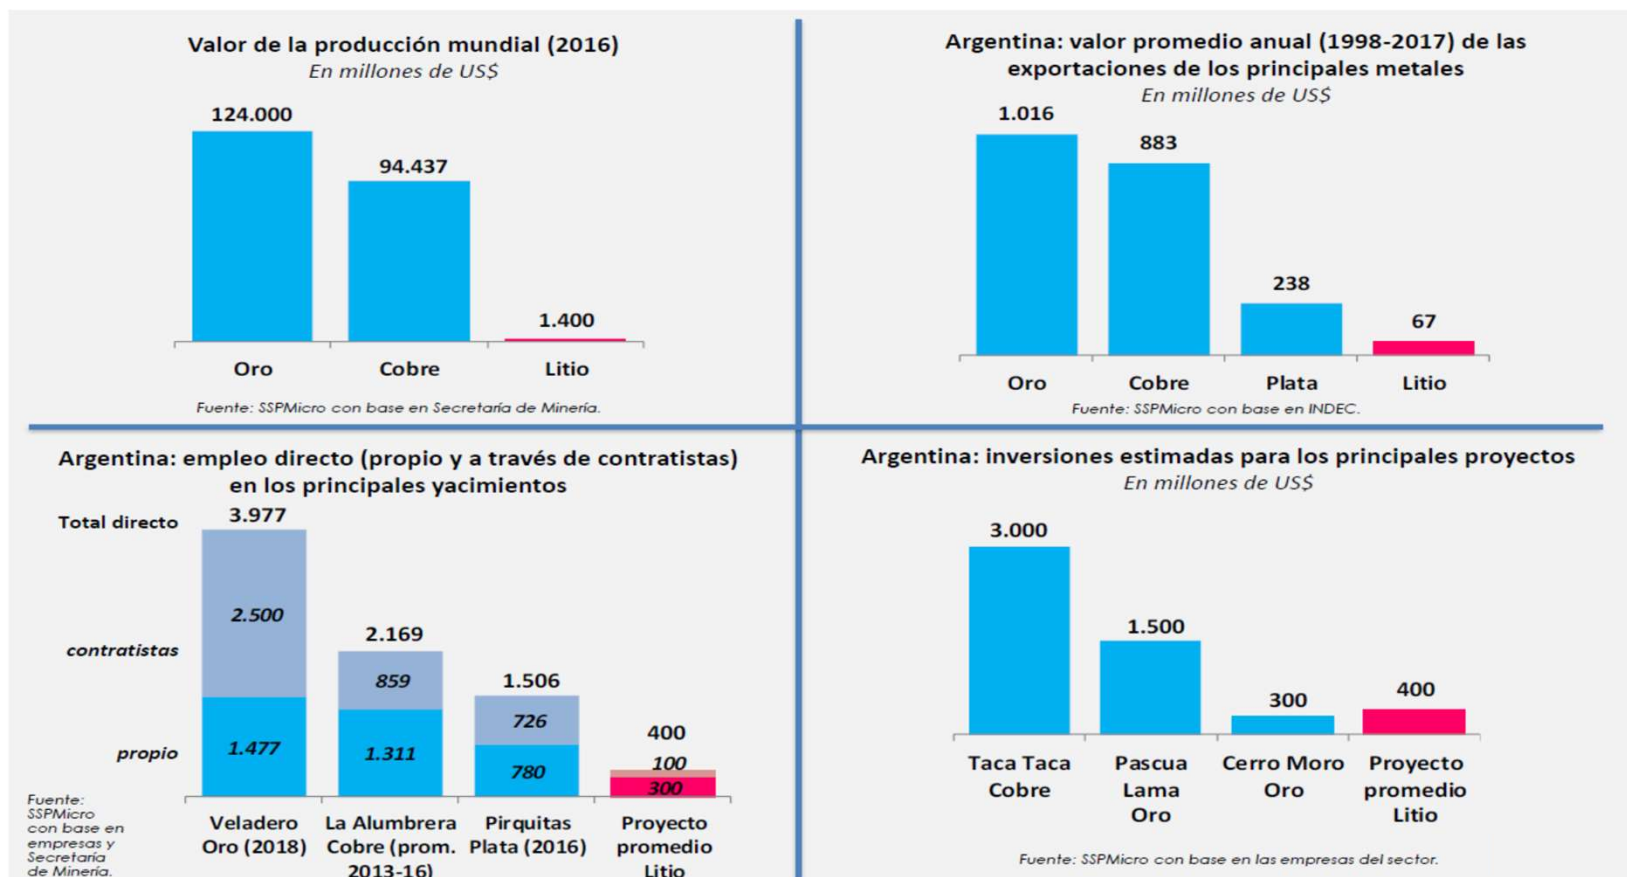 Valor de la producción mundial (2016)
En millones de US$
124.000
94.437
1.400
Oro
Cobre
Litio
Fuente: SSPMicro con base en Secretaría de Minería.
Argentina: valor promedio anual (1998-2017) de las
exportaciones de los principales metales
En millones de US$
1.016
883
238
67
Oro
Cobre
Plata
Litio
Fuente: SSPMicro con base en INDEC.
Argentina: empleo directo (propio y a través de contratistas)
en los principales yacimientos
Total directo
3.977
2.500
contratistas
2.169
859
1.506
726
400
100
propio
1.477
1.311
780
300
Fuente:
SSPMicro
con base en
empresas y
Secretaría
de Minería.
Veladero
Oro (2018)
La Alumbrera
Cobre (prom.
2013-16)
Pirquitas
Plata (2016)
Proyecto
promedio
Litio
Argentina: inversiones estimadas para los principales proyectos
En millones de US$
3.000
1.500
300
400
Taca Taca
Cobre
Pascua
Lama
Oro
Cerro Moro
Oro
Proyecto
promedio
Litio
Fuente: SSPMicro con base en las empresas del sector.